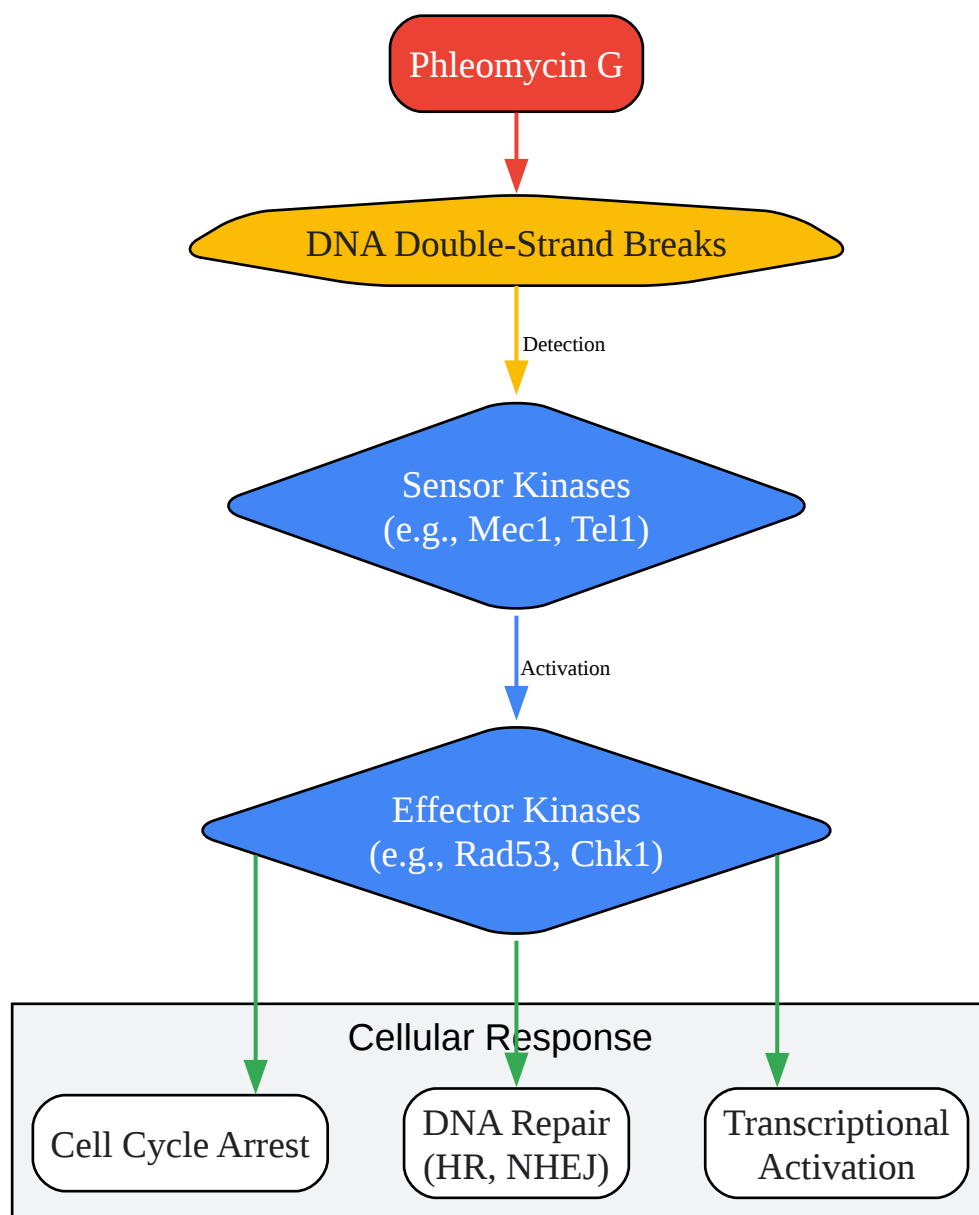 Phleomycin G
DNA Double-Strand Breaks
Detection
Sensor Kinases
(e.g., Mec1, Tel1)
Activation
Effector Kinases
(e.g., Rad53, Chk1)
Cellular Response
Cell Cycle Arrest
DNA Repair
(HR, NHEJ)
Transcriptional
Activation